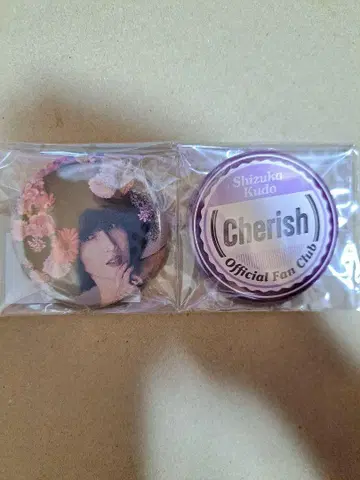 Shizuka
Kudo
Cherish
Official Fan Club